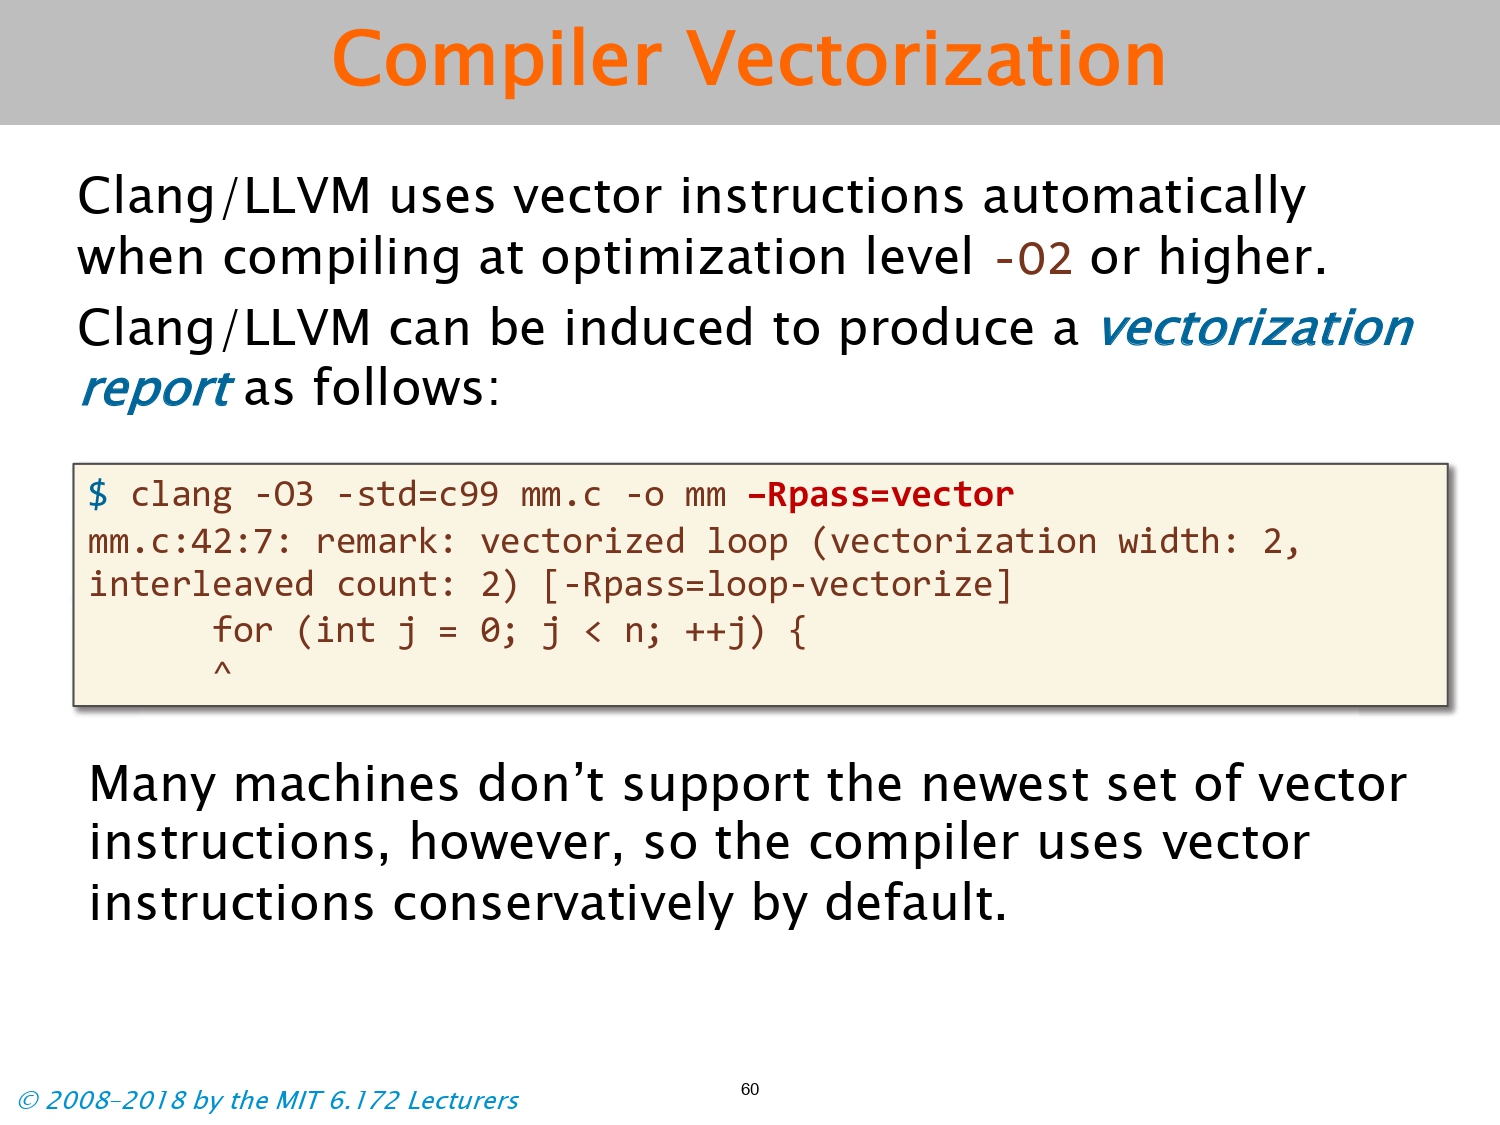 Compiler Vectorization
Clang/LLVM uses vector instructions automatically
when compiling at optimization level -O2 or higher.
Clang/LLVM can be induced to produce a vectorization
report as follows:
$ clang -O3 -std=c99 mm.c -o mm –Rpass=vector
mm.c:42:7: remark: vectorized loop (vectorization width: 2,
interleaved count: 2) [-Rpass=loop-vectorize]
for (int j = 0; j < n; ++j) {
^
Many machines don’t support the newest set of vector
instructions, however, so the compiler uses vector
instructions conservatively by default.
© 2008–2018 by the MIT 6.172 Lecturers
60